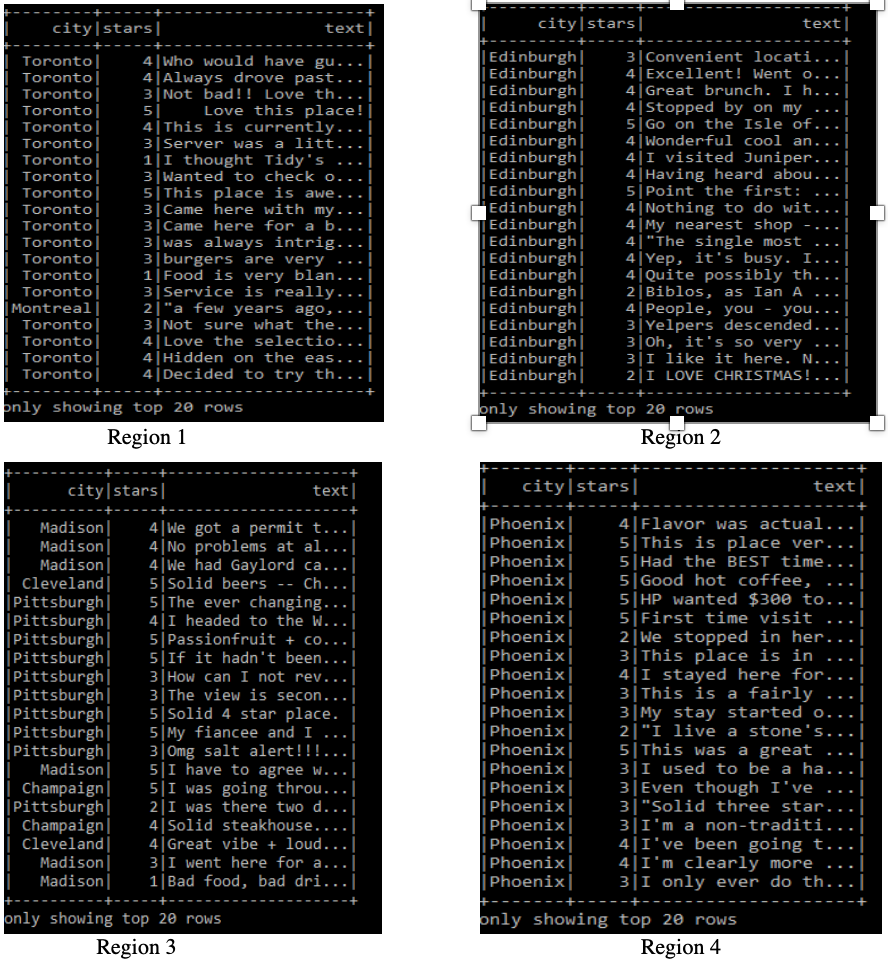 +----------+-----+--------------------+
|      city|stars|                text|
+----------+-----+--------------------+
|   Toronto|    4|Who would have gu...|
|   Toronto|    4|Always drove past...|
|   Toronto|    3|Not bad!! Love th...|
|   Toronto|    5|    Love this place!|
|   Toronto|    4|This is currently...|
|   Toronto|    3|Server was a litt...|
|   Toronto|    1|I thought Tidy's ...|
|   Toronto|    3|Wanted to check o...|
|   Toronto|    5|This place is awe...|
|   Toronto|    3|Came here with my...|
|   Toronto|    3|Came here for a b...|
|   Toronto|    3|was always intrig...|
|   Toronto|    3|burgers are very ...|
|   Toronto|    1|Food is very blan...|
|   Toronto|    3|Service is really...|
|Montreal|    2|"a few years ago,...|
|   Toronto|    3|Not sure what the...|
|   Toronto|    4|Love the selectio...|
|   Toronto|    4|Hidden on the eas...|
|   Toronto|    4|Decided to try th...|
+----------+-----+--------------------+
only showing top 20 rows
Region 1
|     city|stars|                text|
+---------+-----+--------------------+
|Edinburgh|    3|Convenient locati...|
|Edinburgh|    4|Excellent! Went o...|
|Edinburgh|    4|Great brunch. I h...|
|Edinburgh|    4|Stopped by on my ...|
|Edinburgh|    5|Go on the Isle of...|
|Edinburgh|    4|Wonderful cool an...|
|Edinburgh|    4|I visited Juniper...|
|Edinburgh|    4|Having heard abou...|
|Edinburgh|    5|Point the first:  ...|
|Edinburgh|    4|Nothing to do wit...|
|Edinburgh|    4|My nearest shop -...|
|Edinburgh|    4|"The single most ...|
|Edinburgh|    4|Yep, it's busy. I...|
|Edinburgh|    4|Quite possibly th...|
|Edinburgh|    2|Biblos, as Ian A ...|
|Edinburgh|    4|People, you - you...|
|Edinburgh|    3|Yelpers descended...|
|Edinburgh|    3|Oh, it's so very ...|
|Edinburgh|    3|I like it here. N...|
|Edinburgh|    2|I LOVE CHRISTMAS!...|
+---------+-----+--------------------+
only showing top 20 rows
Region 2
+----------+-----+--------------------+
|      city|stars|                text|
+----------+-----+--------------------+
|   Madison|    4|We got a permit t...|
|   Madison|    4|No problems at al...|
|   Madison|    4|We had Gaylord ca...|
| Cleveland|    5|Solid beers -- Ch...|
|Pittsburgh|    5|The ever changing...|
|Pittsburgh|    4|I headed to the W...|
|Pittsburgh|    5|Passionfruit + co...|
|Pittsburgh|    5|If it hadn't been...|
|Pittsburgh|    3|How can I not rev...|
|Pittsburgh|    3|The view is secon...|
|Pittsburgh|    5|Solid 4 star place. |
|Pittsburgh|    5|My fiancee and I ...|
|Pittsburgh|    3|Omg salt alert!!!...|
|   Madison|    5|I have to agree w...|
| Champaign|    5|I was going throu...|
|Pittsburgh|    2|I was there two d...|
| Champaign|    4|Solid steakhouse....|
| Cleveland|    4|Great vibe + loud...|
|   Madison|    3|I went here for a...|
|   Madison|    1|Bad food, bad dri...|
+----------+-----+--------------------+
only showing top 20 rows
Region 3
+-------+-----+--------------------+
|   city|stars|                text|
+-------+-----+--------------------+
|Phoenix|    4|Flavor was actual...|
|Phoenix|    5|This is place ver...|
|Phoenix|    5|Had the BEST time...|
|Phoenix|    5|Good hot coffee,  ...|
|Phoenix|    5|HP wanted $300 to...|
|Phoenix|    5|First time visit  ...|
|Phoenix|    2|We stopped in her...|
|Phoenix|    3|This place is in  ...|
|Phoenix|    4|I stayed here for...|
|Phoenix|    3|This is a fairly  ...|
|Phoenix|    3|My stay started o...|
|Phoenix|    2|"I live a stone's...|
|Phoenix|    5|This was a great  ...|
|Phoenix|    3|I used to be a ha...|
|Phoenix|    3|Even though I've  ...|
|Phoenix|    3|"Solid three star...|
|Phoenix|    3|I'm a non-traditi...|
|Phoenix|    4|I've been going t...|
|Phoenix|    4|I'm clearly more  ...|
|Phoenix|    3|I only ever do th...|
+-------+-----+--------------------+
only showing top 20 rows
Region 4